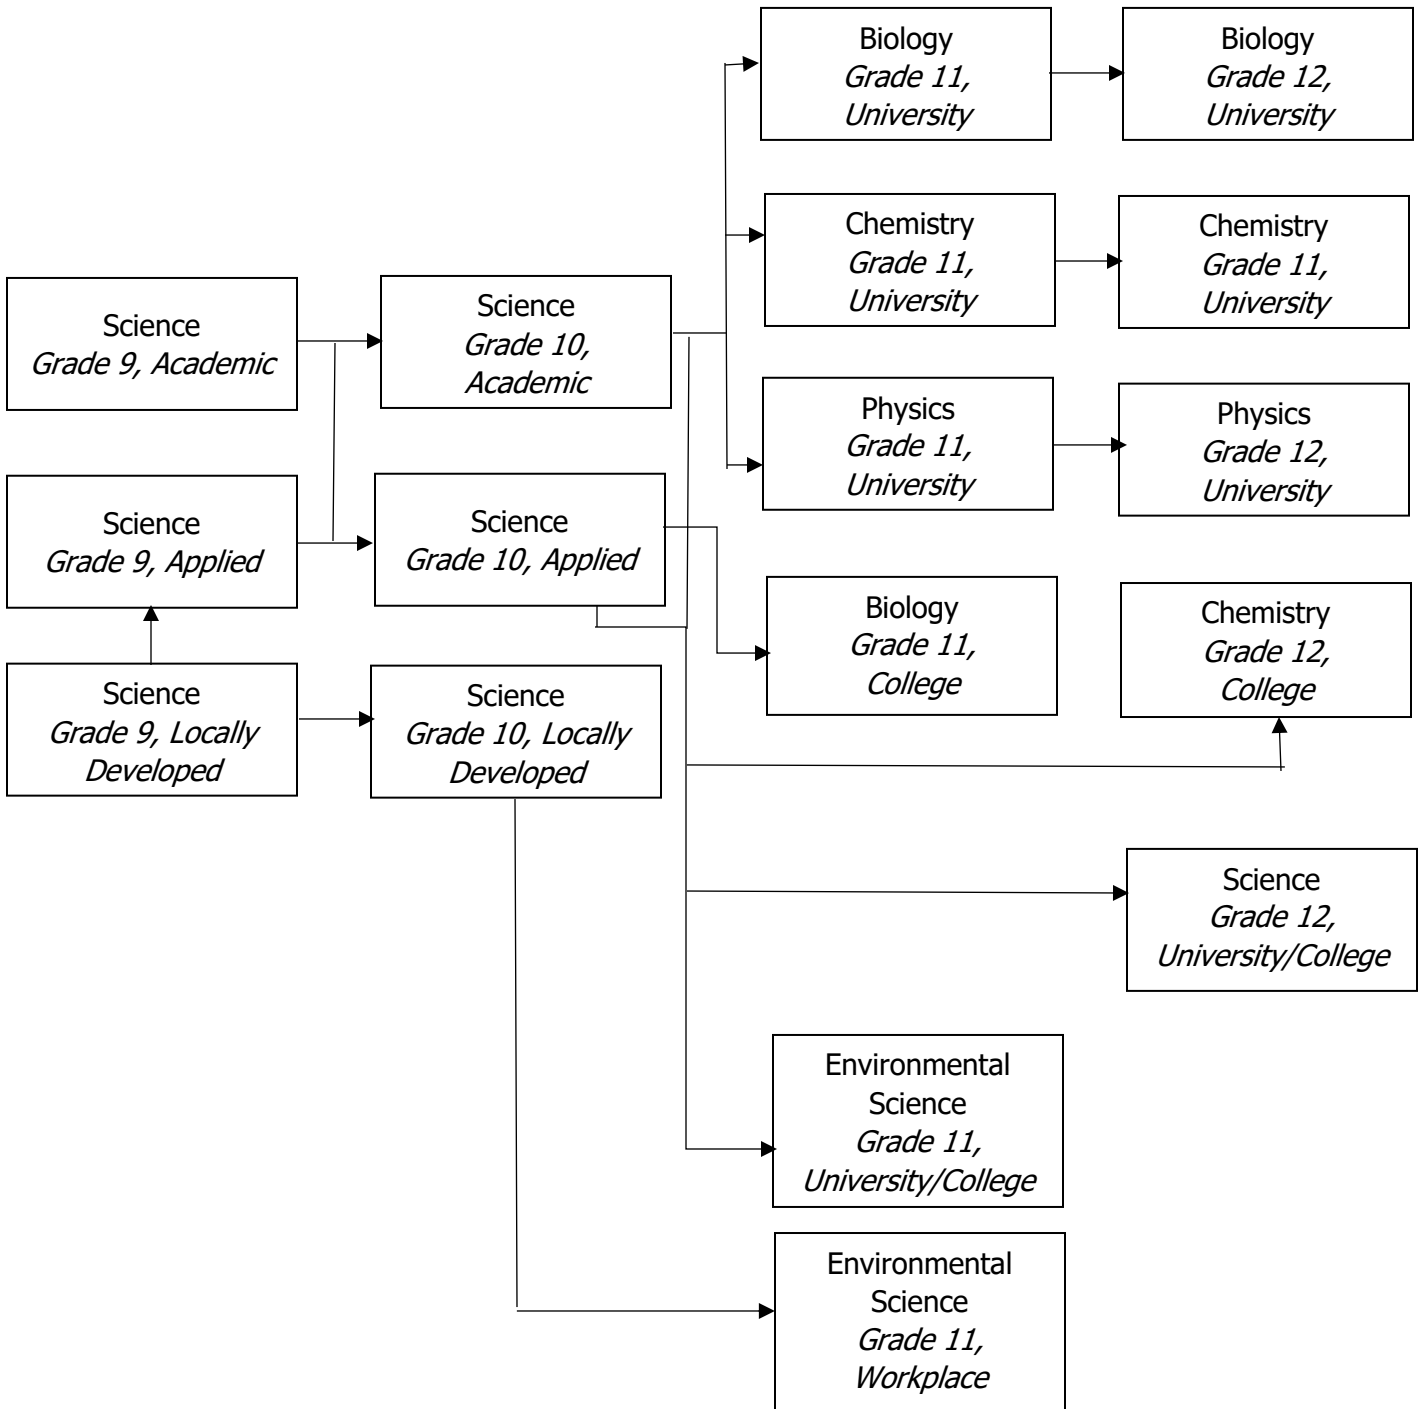 Biology
Grade 11,
University
Biology
Grade 12,
University
Chemistry
Grade 11,
University
Chemistry
Grade 11,
University
Science
Grade 9, Academic
Science
Grade 10,
Academic
Physics
Grade 11,
University
Physics
Grade 12,
University
Science
Grade 9, Applied
Science
Grade 10, Applied
Biology
Grade 11,
College
Chemistry
Grade 12,
College
Science
Grade 9, Locally
Developed
Science
Grade 10, Locally
Developed
Science
Grade 12,
University/College
Environmental
Science
Grade 11,
University/College
Environmental
Science
Grade 11,
Workplace